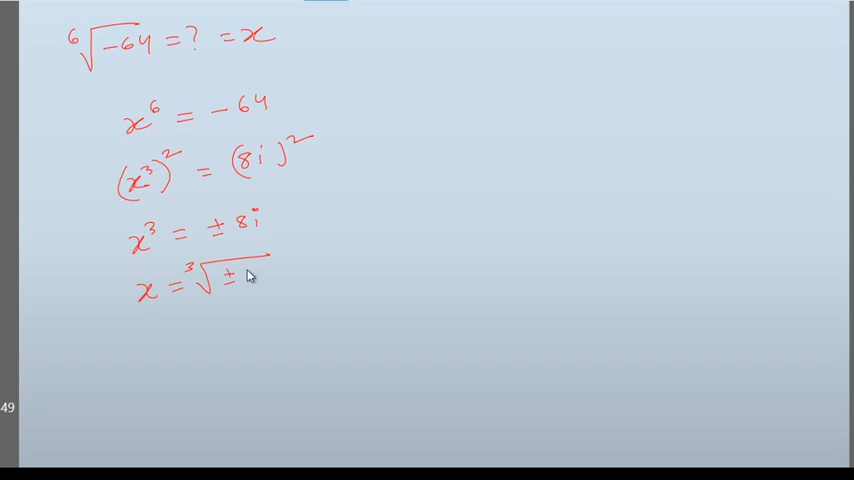 ⁶√-64 = ? = x
x⁶ = -64
(x³)² = (8i)²
x³ = ± 8i
x = ³√±
49